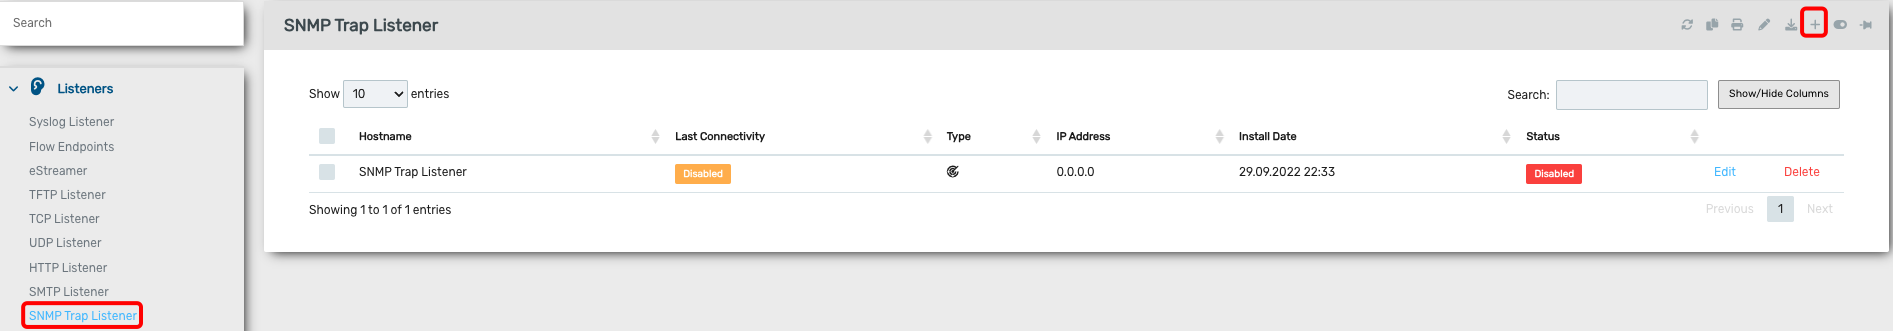 Search
Listeners
Syslog Listener
Flow Endpoints
eStreamer
TFTP Listener
TCP Listener
UDP Listener
HTTP Listener
SMTP Listener
SNMP Trap Listener
SNMP Trap Listener
Show 10 entries
Search: Show/Hide Columns
Hostname Last Connectivity Type IP Address Install Date Status
SNMP Trap Listener Disabled 0.0.0.0 29.09.2022 22:33 Disabled Edit Delete
Showing 1 to 1 of 1 entries
Previous 1 Next